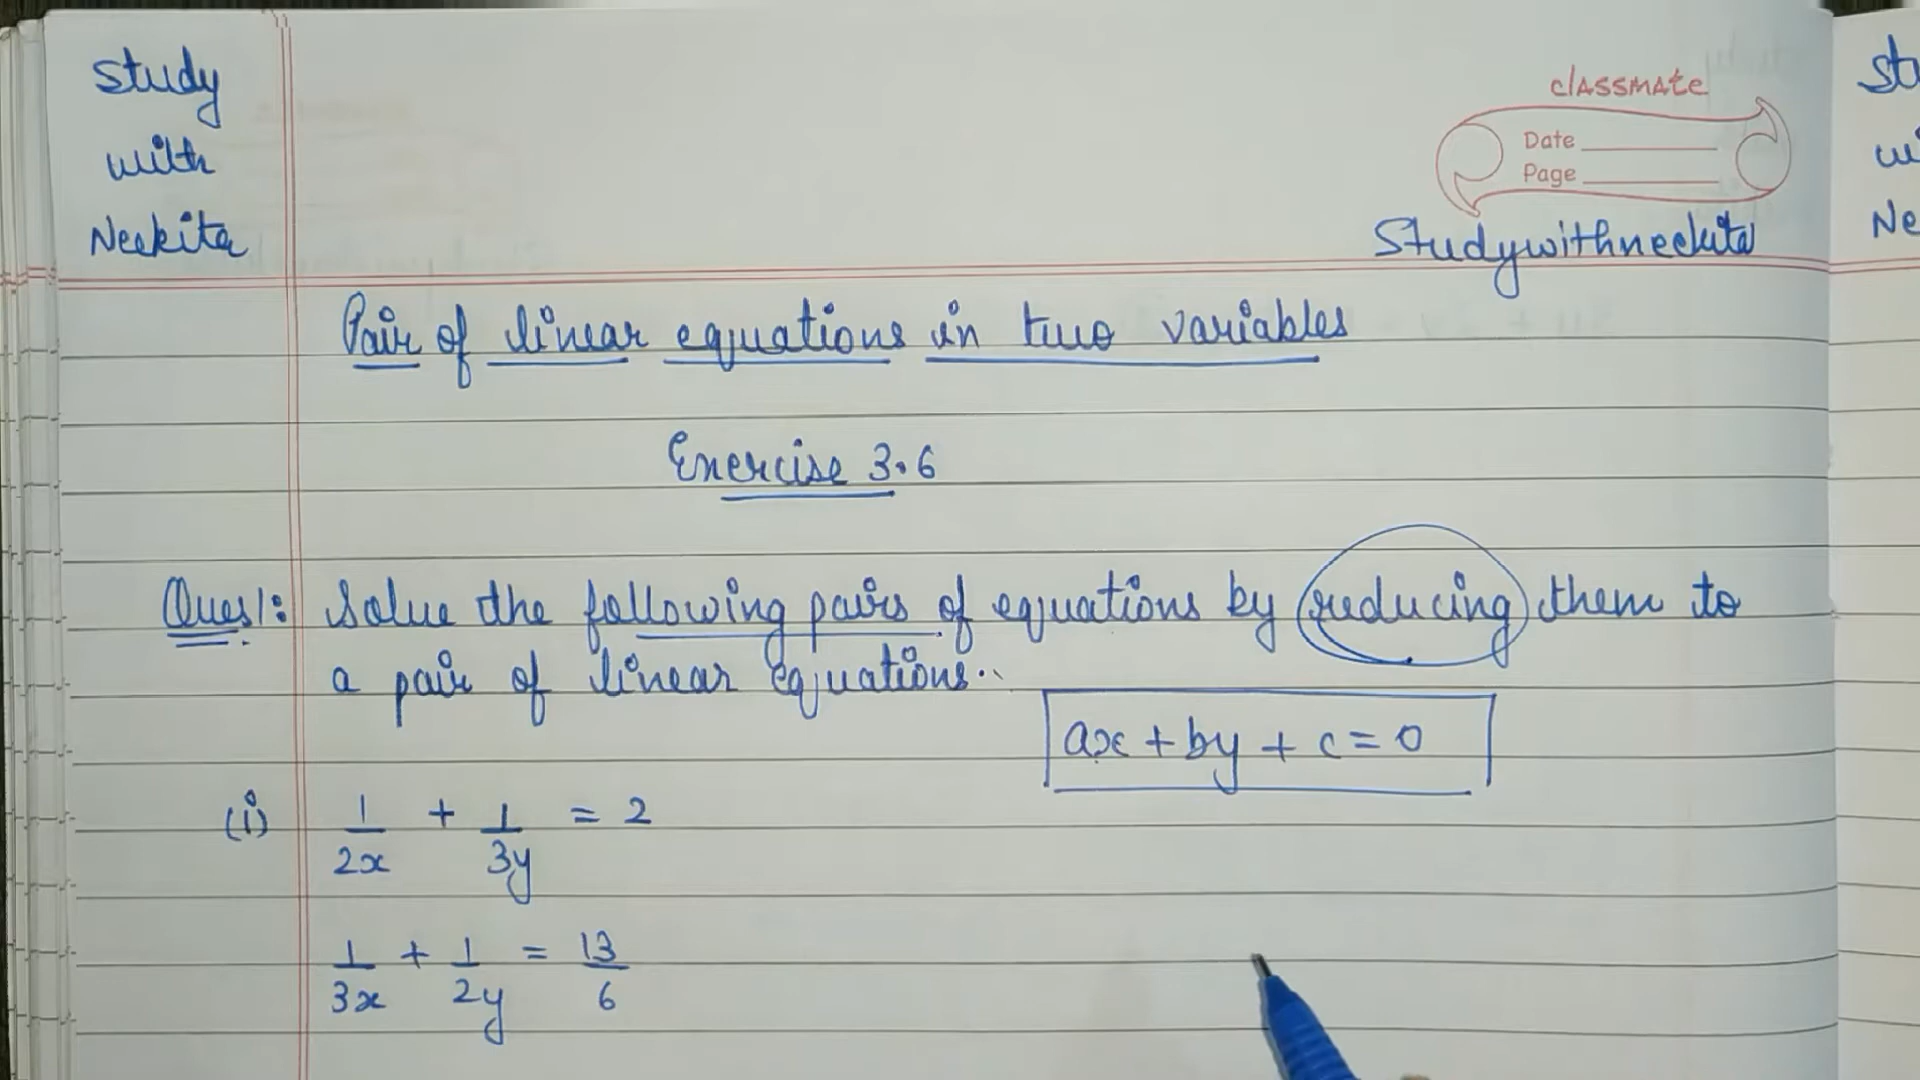 Study
with
Neekita
classmate
Date
Page
Studywithneekita
Pair of linear equations in two variables
Exercise 3.6
Ques1: Solve the following pairs of equations by reducing them to
a pair of linear equations..
ax + by + c = 0
(i) 1/2x + 1/3y = 2
1/3x + 1/2y = 13/6